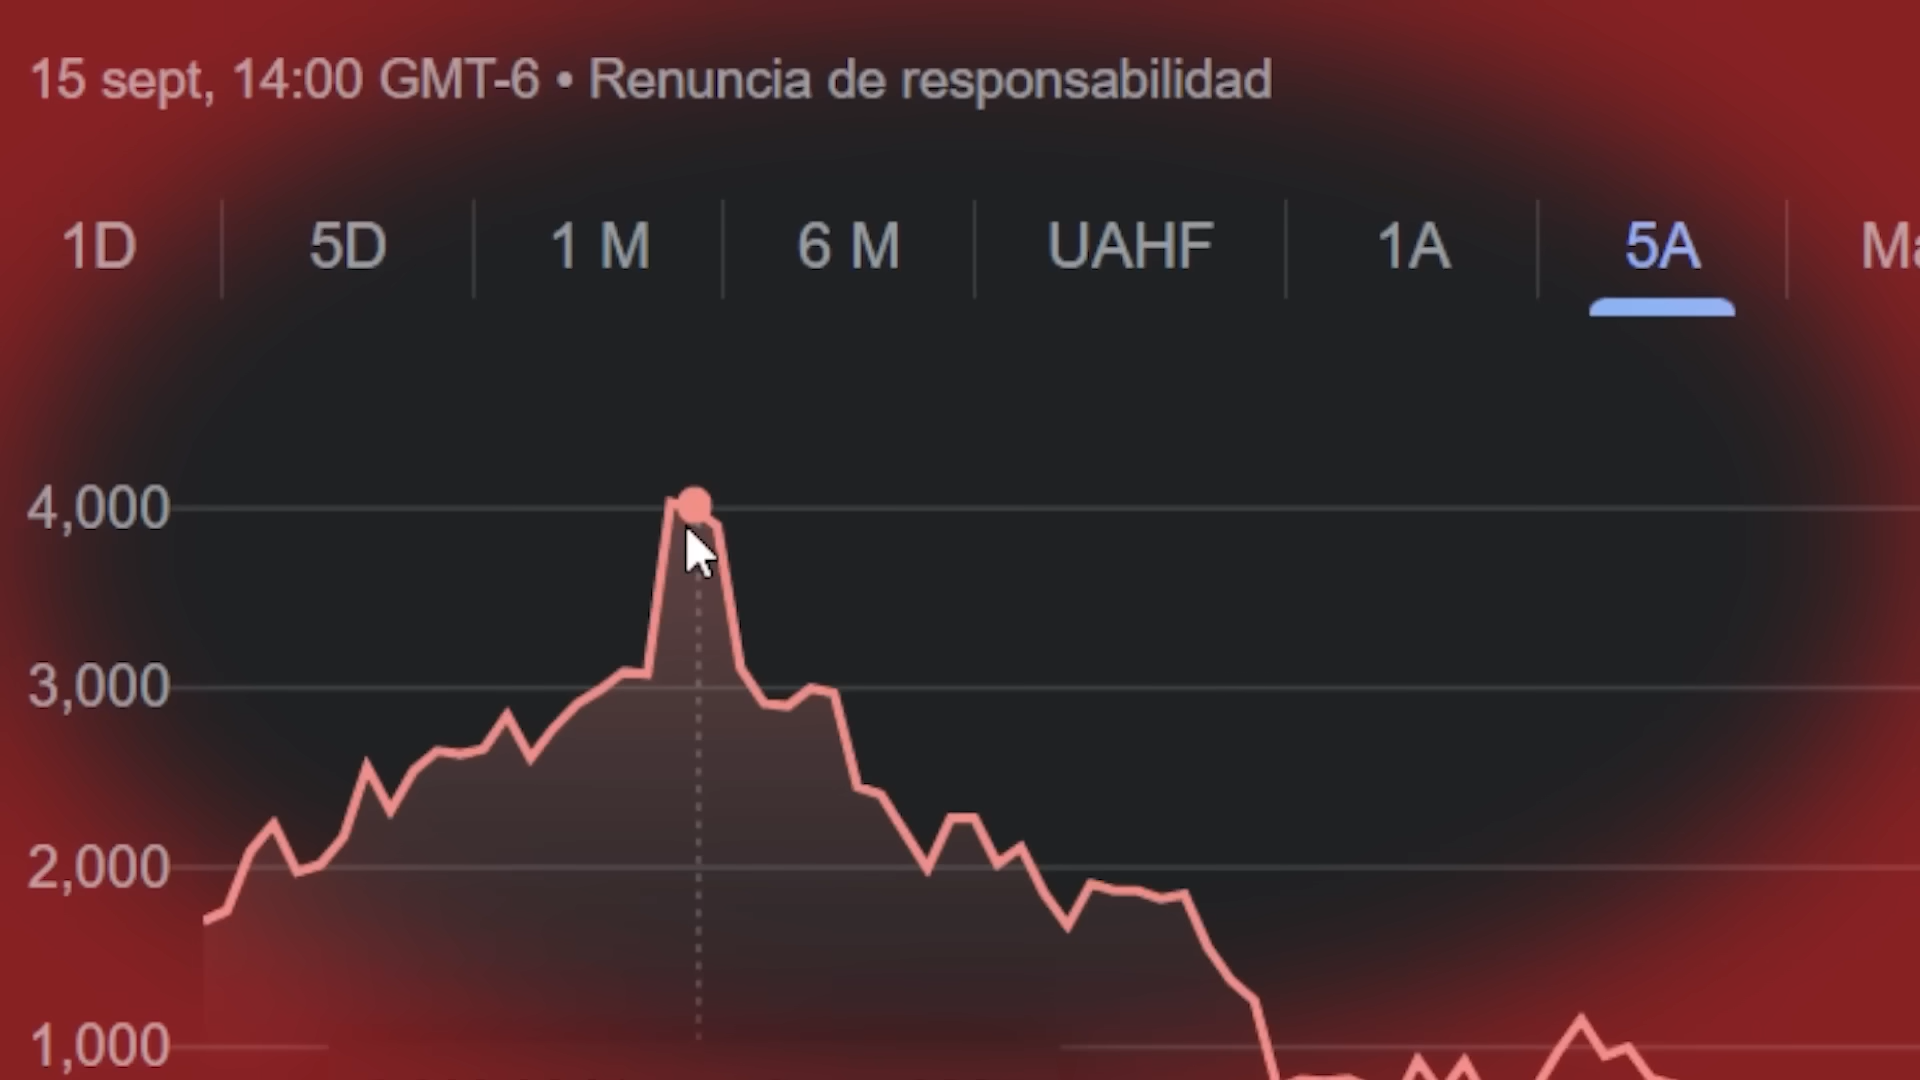 15 sept, 14:00 GMT-6 • Renuncia de responsabilidad
1D 5D 1 M 6 M UAHF 1A 5A
4,000
3,000
2,000
1,000